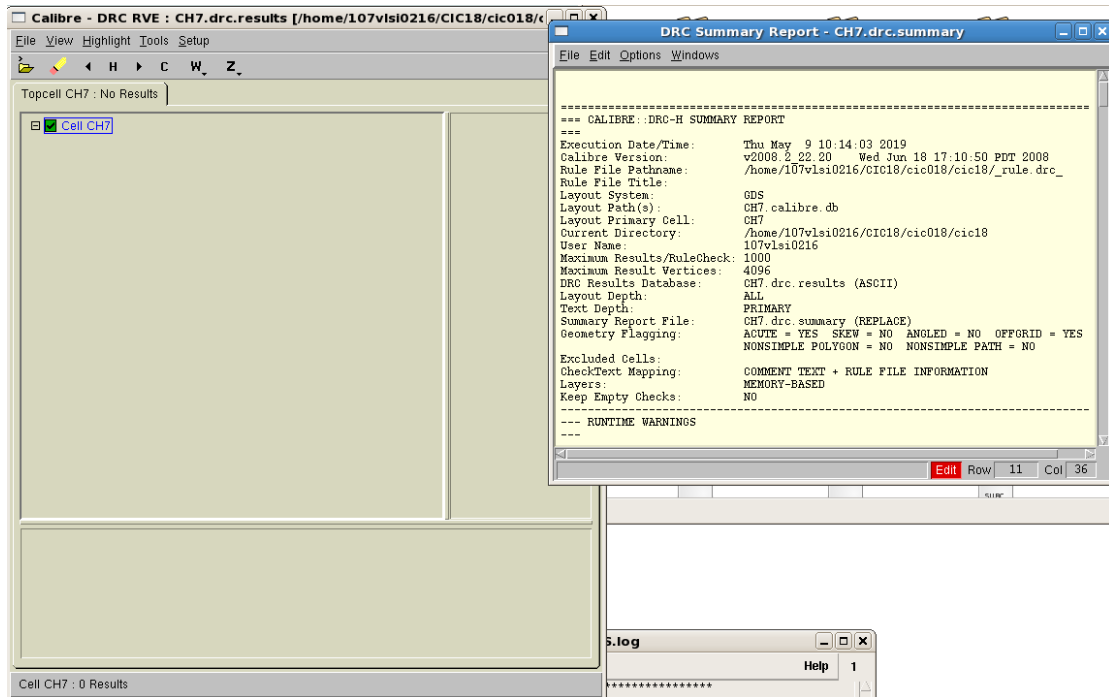 Calibre - DRC RVE : CH7.drc.results [/home/107vlsi0216/CIC18/cic018/c
File View Highlight Tools Setup
H C W Z
Topcell CH7 : No Results
Cell CH7
Cell CH7 : 0 Results
DRC Summary Report - CH7.drc.summary
File Edit Options Windows
==================================================================================
=== CALIBRE::DRC-H SUMMARY REPORT
===
Execution Date/Time: Thu May 9 10:14:03 2019
Calibre Version: v2008.2_22.20 Wed Jun 18 17:10:50 PDT 2008
Rule File Pathname: /home/107vlsi0216/CIC18/cic018/cic18/_rule.drc_
Rule File Title:
Layout System: GDS
Layout Path(s): CH7.calibre.db
Layout Primary Cell: CH7
Current Directory: /home/107vlsi0216/CIC18/cic018/cic18
User Name: 107vlsi0216
Maximum Results/RuleCheck: 1000
Maximum Result Vertices: 4096
DRC Results Database: CH7.drc.results (ASCII)
Layout Depth: ALL
Text Depth: PRIMARY
Summary Report File: CH7.drc.summary (REPLACE)
Geometry Flagging: ACUTE = YES SKEW = NO ANGLED = NO OFFGRID = YES
NONSIMPLE POLYGON = NO NONSIMPLE PATH = NO
Excluded Cells:
CheckText Mapping: COMMENT TEXT + RULE FILE INFORMATION
Layers: MEMORY-BASED
Keep Empty Checks: NO
----------------------------------------------------------------------------------
--- RUNTIME WARNINGS
---
Edit Row 11 Col 36
S.log
Help 1
****************